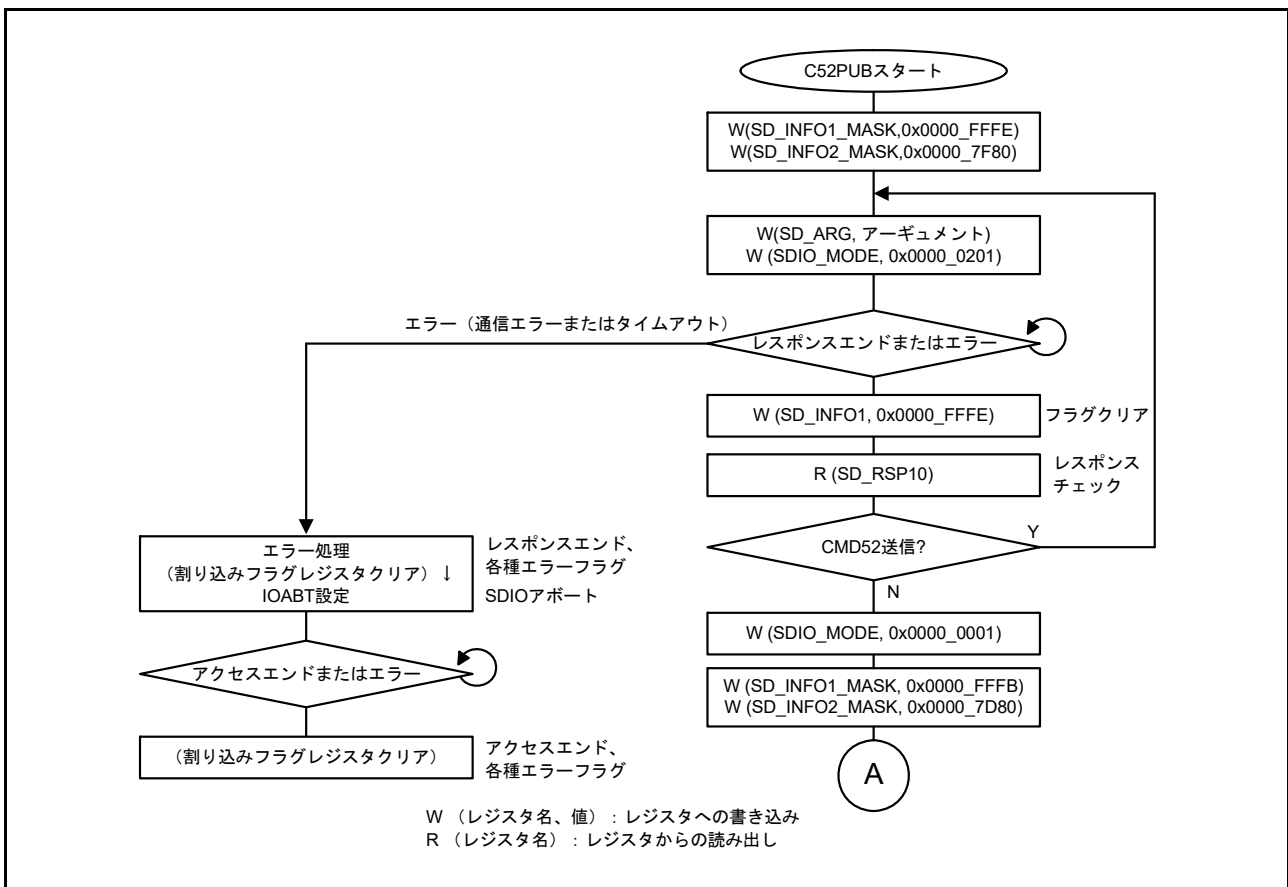 C52PUBスタート
W(SD_INFO1_MASK,0x0000_FFFE)
W(SD_INFO2_MASK,0x0000_7F80)
W(SD_ARG, アーギュメント)
W (SDIO_MODE, 0x0000_0201)
エラー（通信エラーまたはタイムアウト）
レスポンスエンドまたはエラー
W (SD_INFO1, 0x0000_FFFE)
フラグクリア
R (SD_RSP10)
レスポンス
チェック
CMD52送信?
Y
N
エラー処理
（割り込みフラグレジスタクリア）↓
IOABT設定
レスポンスエンド、
各種エラーフラグ
SDIOアボート
W (SDIO_MODE, 0x0000_0001)
アクセスエンドまたはエラー
W (SD_INFO1_MASK, 0x0000_FFFB)
W (SD_INFO2_MASK, 0x0000_7D80)
（割り込みフラグレジスタクリア）
アクセスエンド、
各種エラーフラグ
A
W （レジスタ名、値）：レジスタへの書き込み
R （レジスタ名）：レジスタからの読み出し